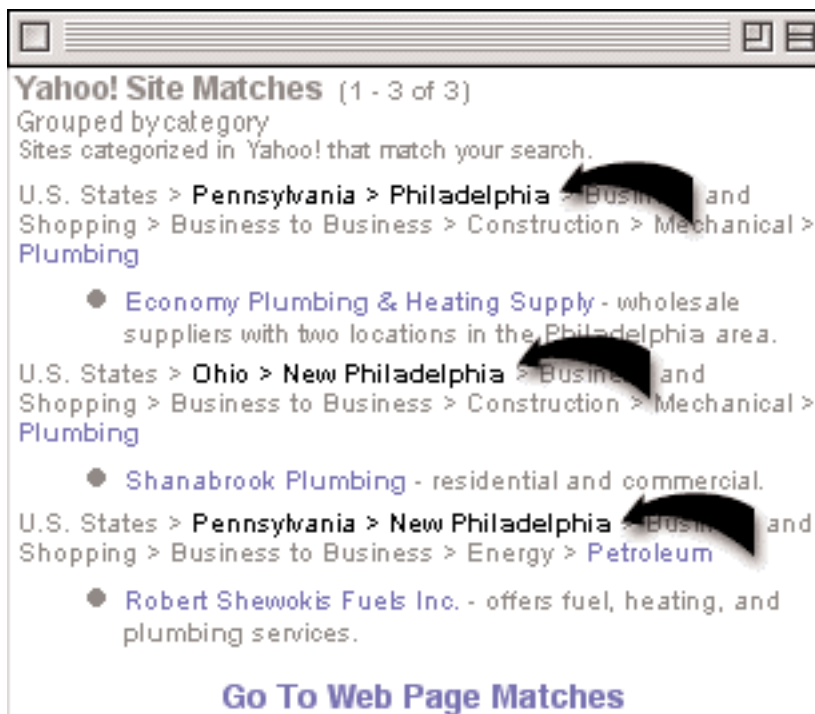 Yahoo! Site Matches (1 - 3 of 3)
Grouped by category
Sites categorized in Yahoo! that match your search.
U.S. States > Pennsylvania > Philadelphia > Business and
Shopping > Business to Business > Construction > Mechanical >
Plumbing
Economy Plumbing & Heating Supply - wholesale
suppliers with two locations in the Philadelphia area.
U.S. States > Ohio > New Philadelphia > Business and
Shopping > Business to Business > Construction > Mechanical >
Plumbing
Shanabrook Plumbing - residential and commercial.
U.S. States > Pennsylvania > New Philadelphia > Business and
Shopping > Business to Business > Energy > Petroleum
Robert Shewokis Fuels Inc. - offers fuel, heating, and
plumbing services.
Go To Web Page Matches